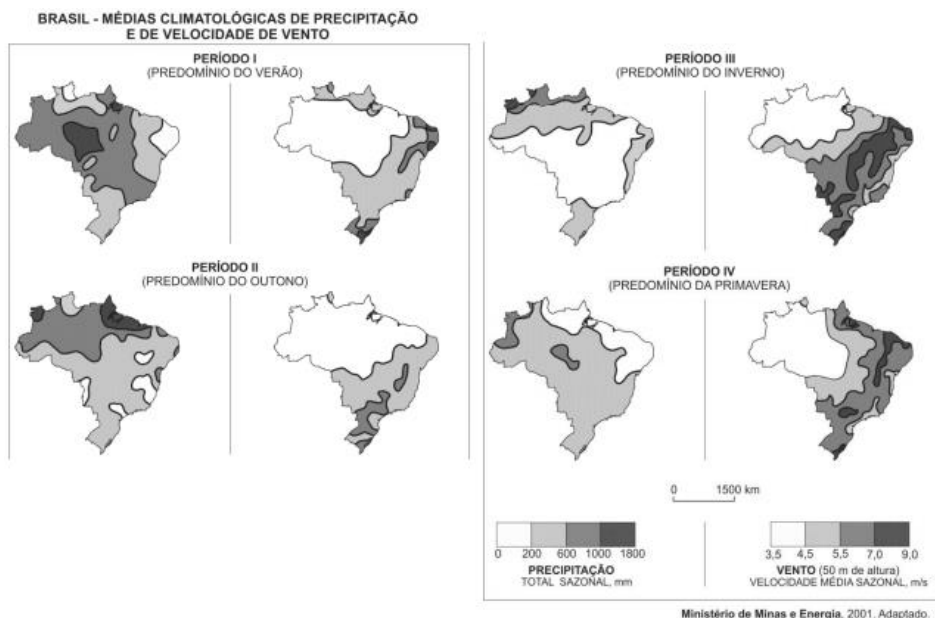 BRASIL - MÉDIAS CLIMATOLÓGICAS DE PRECIPITAÇÃO
E DE VELOCIDADE DE VENTO
PERÍODO I
(PREDOMÍNIO DO VERÃO)
PERÍODO II
(PREDOMÍNIO DO OUTONO)
PERÍODO III
(PREDOMÍNIO DO INVERNO)
PERÍODO IV
(PREDOMÍNIO DA PRIMAVERA)
0 1500 km
0 200 600 1000 1800
PRECIPITAÇÃO
TOTAL SAZONAL, mm
3,5 4,5 5,5 7,0 9,0
VENTO (50 m de altura)
VELOCIDADE MÉDIA SAZONAL, m/s
Ministério de Minas e Energia, 2001. Adaptado.